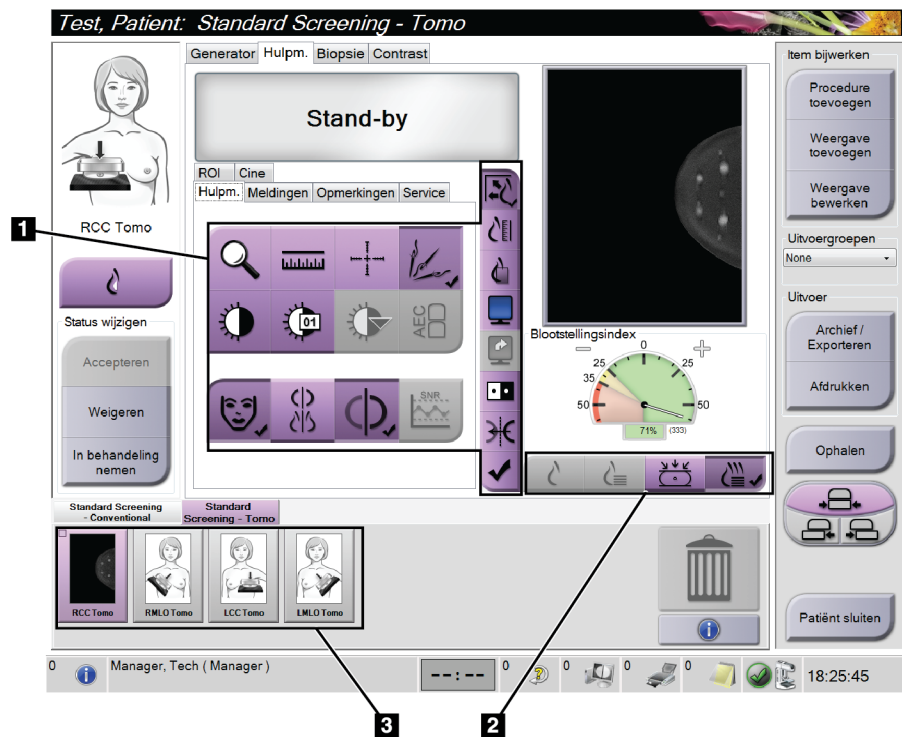 Test, Patient: Standard Screening - Tomo
Generator Hulpm. Biopsie Contrast
Stand-by
ROI Cine
Hulpm. Meldingen Opmerkingen Service
RCC Tomo
1
01
AEC
SNR
Status wijzigen
Accepteren
Weigeren
In behandeling
nemen
Blootstellingsindex
0
25 25
35
50 50
71% (333)
Item bijwerken
Procedure
toevoegen
Weergave
toevoegen
Weergave
bewerken
Uitvoergroepen
None
Uitvoer
Archief /
Exporteren
Afdrukken
Ophalen
Patiënt sluiten
Standard Screening
- Conventional
Standard
Screening - Tomo
RCC Tomo RMLO Tomo LCC Tomo LMLO Tomo
0 Manager, Tech ( Manager ) --:-- 0 0 0 0 18:25:45
3 2